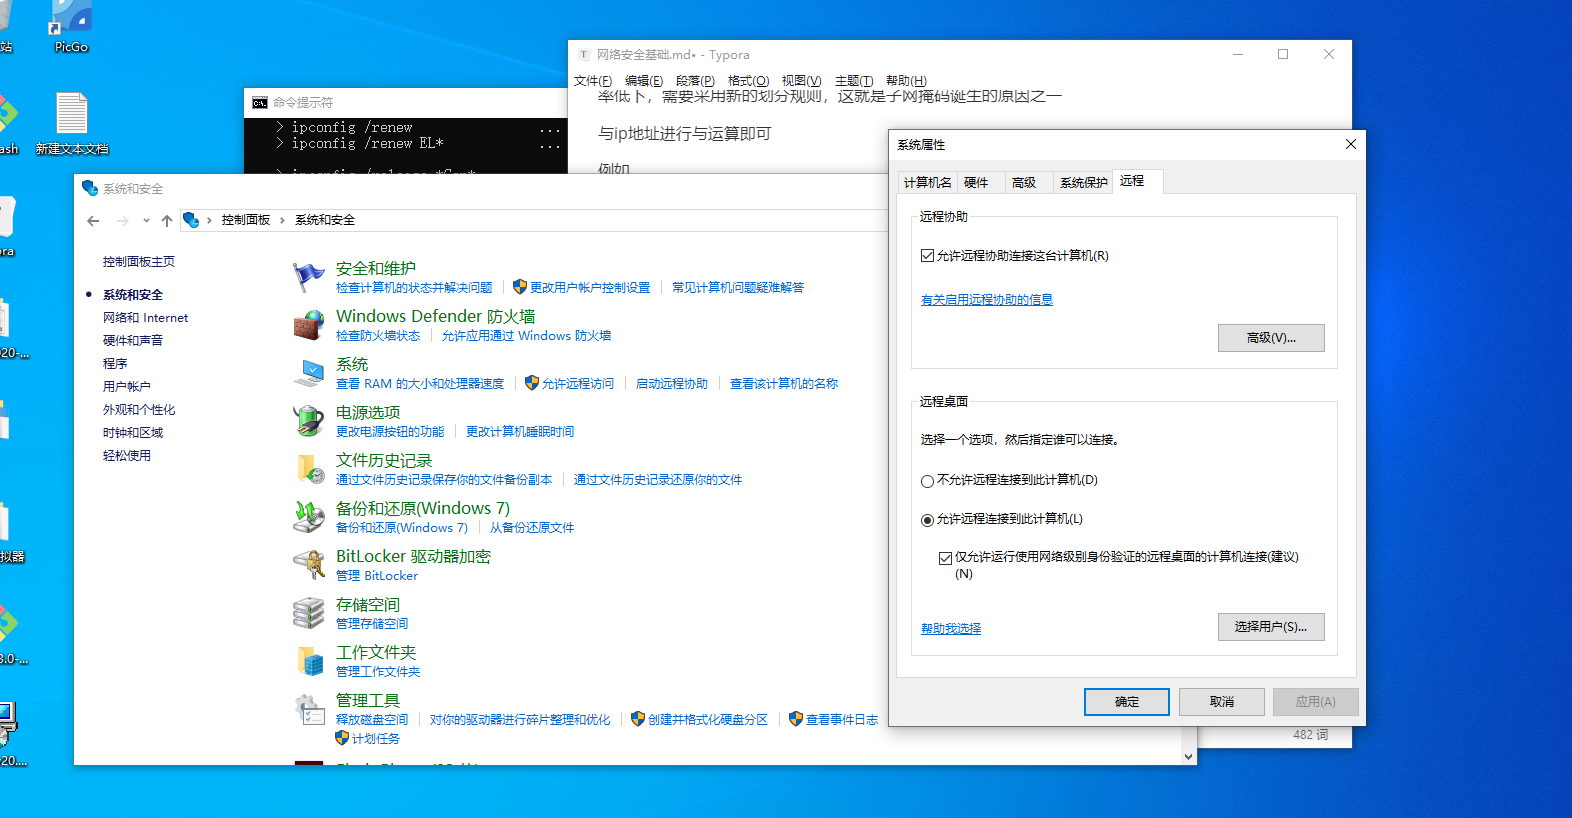 站
PicGo
ash
新建文本文档
ora
020-...
拟器
3.0-...
20....
命令提示符
> ipconfig /renew ...
> ipconfig /renew EL* ...
网络安全基础.md• - Typora
文件(F) 编辑(E) 段落(P) 格式(O) 视图(V) 主题(T) 帮助(H)
率低下，需要采用新的划分规则，这就是子网掩码诞生的原因之一
与ip地址进行与运算即可
例如
482 词
系统和安全
控制面板 › 系统和安全
控制面板主页
系统和安全
网络和 Internet
硬件和声音
程序
用户帐户
外观和个性化
时钟和区域
轻松使用
安全和维护
检查计算机的状态并解决问题 更改用户帐户控制设置 常见计算机问题疑难解答
Windows Defender 防火墙
检查防火墙状态 允许应用通过 Windows 防火墙
系统
查看 RAM 的大小和处理器速度 允许远程访问 启动远程协助 查看该计算机的名称
电源选项
更改电源按钮的功能 更改计算机睡眠时间
文件历史记录
通过文件历史记录保存你的文件备份副本 通过文件历史记录还原你的文件
备份和还原(Windows 7)
备份和还原(Windows 7) 从备份还原文件
BitLocker 驱动器加密
管理 BitLocker
存储空间
管理存储空间
工作文件夹
管理工作文件夹
管理工具
释放磁盘空间 对你的驱动器进行碎片整理和优化 创建并格式化硬盘分区 查看事件日志
计划任务
系统属性
计算机名 硬件 高级 系统保护 远程
远程协助
允许远程协助连接这台计算机(R)
有关启用远程协助的信息
高级(V)...
远程桌面
选择一个选项，然后指定谁可以连接。
不允许远程连接到此计算机(D)
允许远程连接到此计算机(L)
仅允许运行使用网络级别身份验证的远程桌面的计算机连接(建议)
(N)
帮助我选择
选择用户(S)...
确定 取消 应用(A)